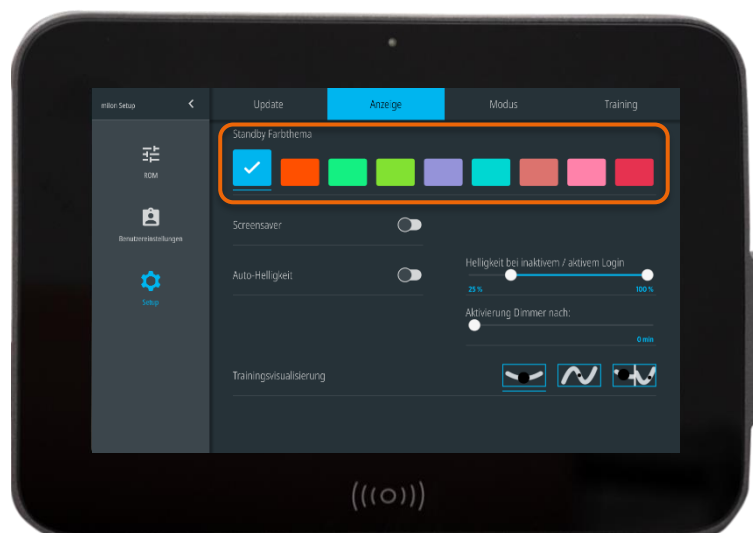 milon Setup
Update
Anzeige
Modus
Training
Standby Farbthema
ROM
Benutzereinstellungen
Setup
Screensaver
Auto-Helligkeit
Helligkeit bei inaktivem / aktivem Login
25 %
100 %
Aktivierung Dimmer nach:
0 min
Trainingsvisualisierung